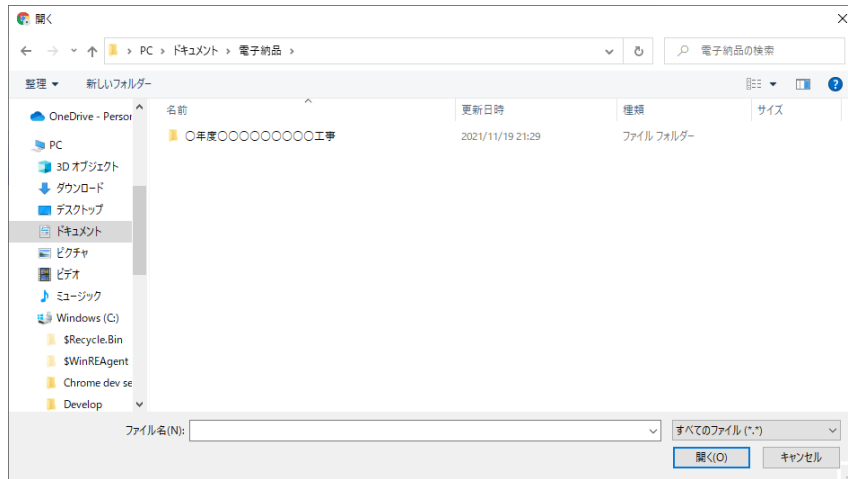 開く
PC › ドキュメント › 電子納品 ›
電子納品の検索
整理 新しいフォルダー
名前 更新日時 種類 サイズ
〇年度〇〇〇〇〇〇〇〇〇工事 2021/11/19 21:29 ファイル フォルダー
OneDrive - Person
PC
3D オブジェクト
ダウンロード
デスクトップ
ドキュメント
ピクチャ
ビデオ
ミュージック
Windows (C:)
$Recycle.Bin
$WinREAgent
Chrome dev se
Develop
ファイル名(N): すべてのファイル (*.*)
開く(O) キャンセル